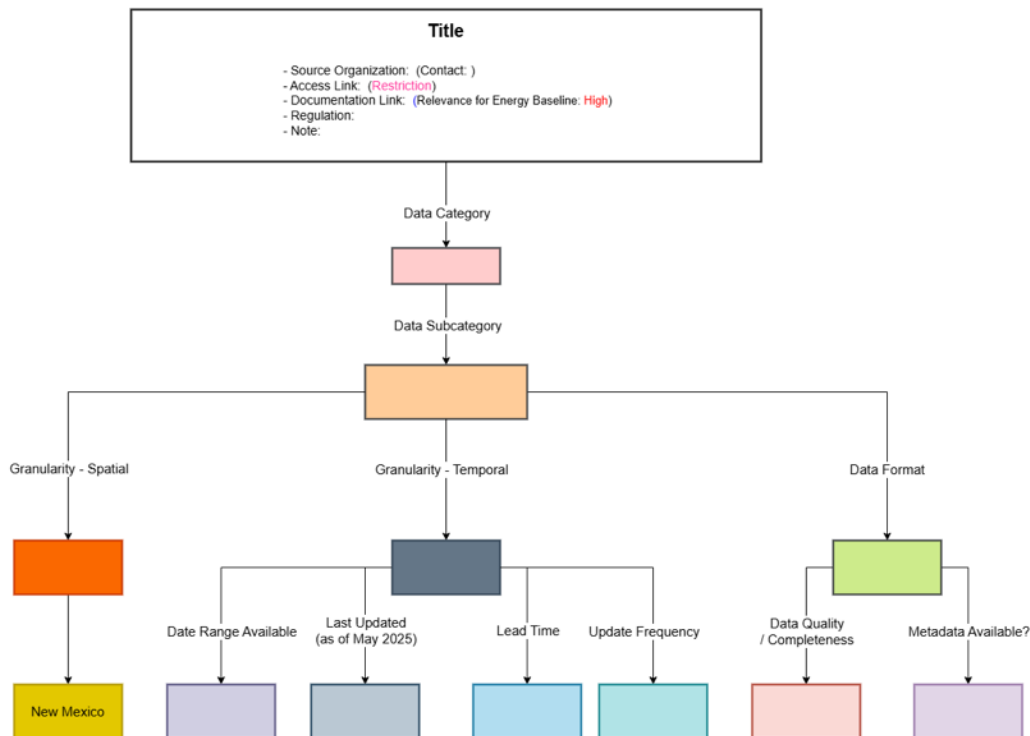 Title
- Source Organization:  (Contact: )
- Access Link:  (Restriction)
- Documentation Link:  (Relevance for Energy Baseline: High)
- Regulation:
- Note:
Data Category
Data Subcategory
Granularity - Spatial
Granularity - Temporal
Data Format
Date Range Available
Last Updated
(as of May 2025)
Lead Time
Update Frequency
Data Quality
/ Completeness
Metadata Available?
New Mexico